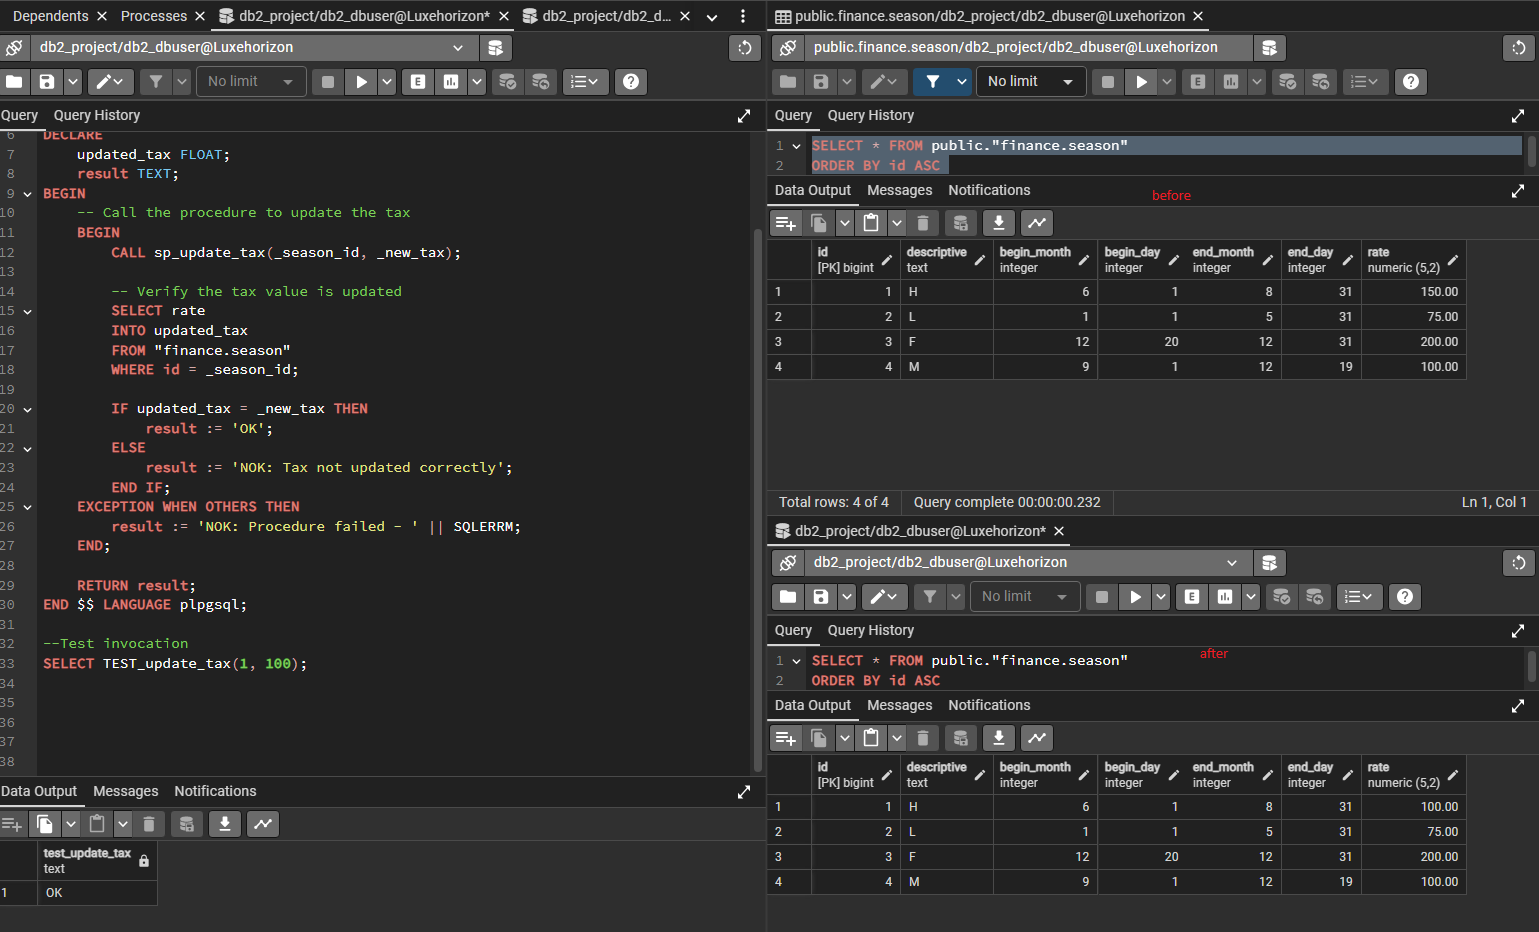 Dependents
Processes
db2_project/db2_dbuser@Luxehorizon*
db2_project/db2_d...
db2_project/db2_dbuser@Luxehorizon
No limit
E
Query
Query History
6 DECLARE
7 updated_tax FLOAT;
8 result TEXT;
9 BEGIN
10 -- Call the procedure to update the tax
11 BEGIN
12 CALL sp_update_tax(_season_id, _new_tax);
13
14 -- Verify the tax value is updated
15 SELECT rate
16 INTO updated_tax
17 FROM "finance.season"
18 WHERE id = _season_id;
19
20 IF updated_tax = _new_tax THEN
21 result := 'OK';
22 ELSE
23 result := 'NOK: Tax not updated correctly';
24 END IF;
25 EXCEPTION WHEN OTHERS THEN
26 result := 'NOK: Procedure failed - ' || SQLERRM;
27 END;
28
29 RETURN result;
30 END $$ LANGUAGE plpgsql;
31
32 --Test invocation
33 SELECT TEST_update_tax(1, 100);
34
35
36
37
38
Data Output
Messages
Notifications
test_update_tax
text
1 OK
public.finance.season/db2_project/db2_dbuser@Luxehorizon
public.finance.season/db2_project/db2_dbuser@Luxehorizon
No limit
E
Query
Query History
1 SELECT * FROM public."finance.season"
2 ORDER BY id ASC
Data Output
Messages
Notifications
before
id descriptive begin_month begin_day end_month end_day rate
[PK] bigint text integer integer integer integer numeric (5,2)
1 1 H 6 1 8 31 150.00
2 2 L 1 1 5 31 75.00
3 3 F 12 20 12 31 200.00
4 4 M 9 1 12 19 100.00
Total rows: 4 of 4
Query complete 00:00:00.232
Ln 1, Col 1
db2_project/db2_dbuser@Luxehorizon*
db2_project/db2_dbuser@Luxehorizon
No limit
E
Query
Query History
1 SELECT * FROM public."finance.season"
after
2 ORDER BY id ASC
Data Output
Messages
Notifications
id descriptive begin_month begin_day end_month end_day rate
[PK] bigint text integer integer integer integer numeric (5,2)
1 1 H 6 1 8 31 100.00
2 2 L 1 1 5 31 75.00
3 3 F 12 20 12 31 200.00
4 4 M 9 1 12 19 100.00